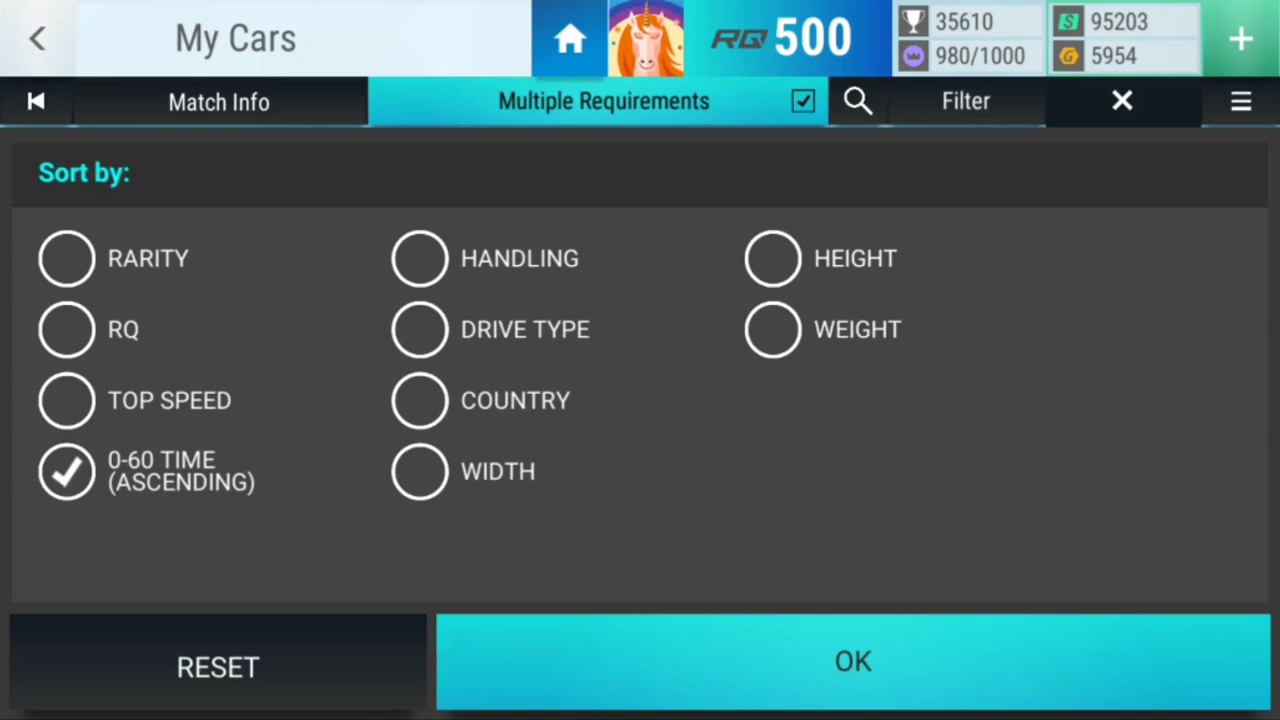 My Cars
RQ 500
35610
980/1000
95203
5954
+
Match Info
Multiple Requirements
Filter
Sort by:
RARITY
HANDLING
HEIGHT
RQ
DRIVE TYPE
WEIGHT
TOP SPEED
COUNTRY
0-60 TIME
(ASCENDING)
WIDTH
RESET
OK